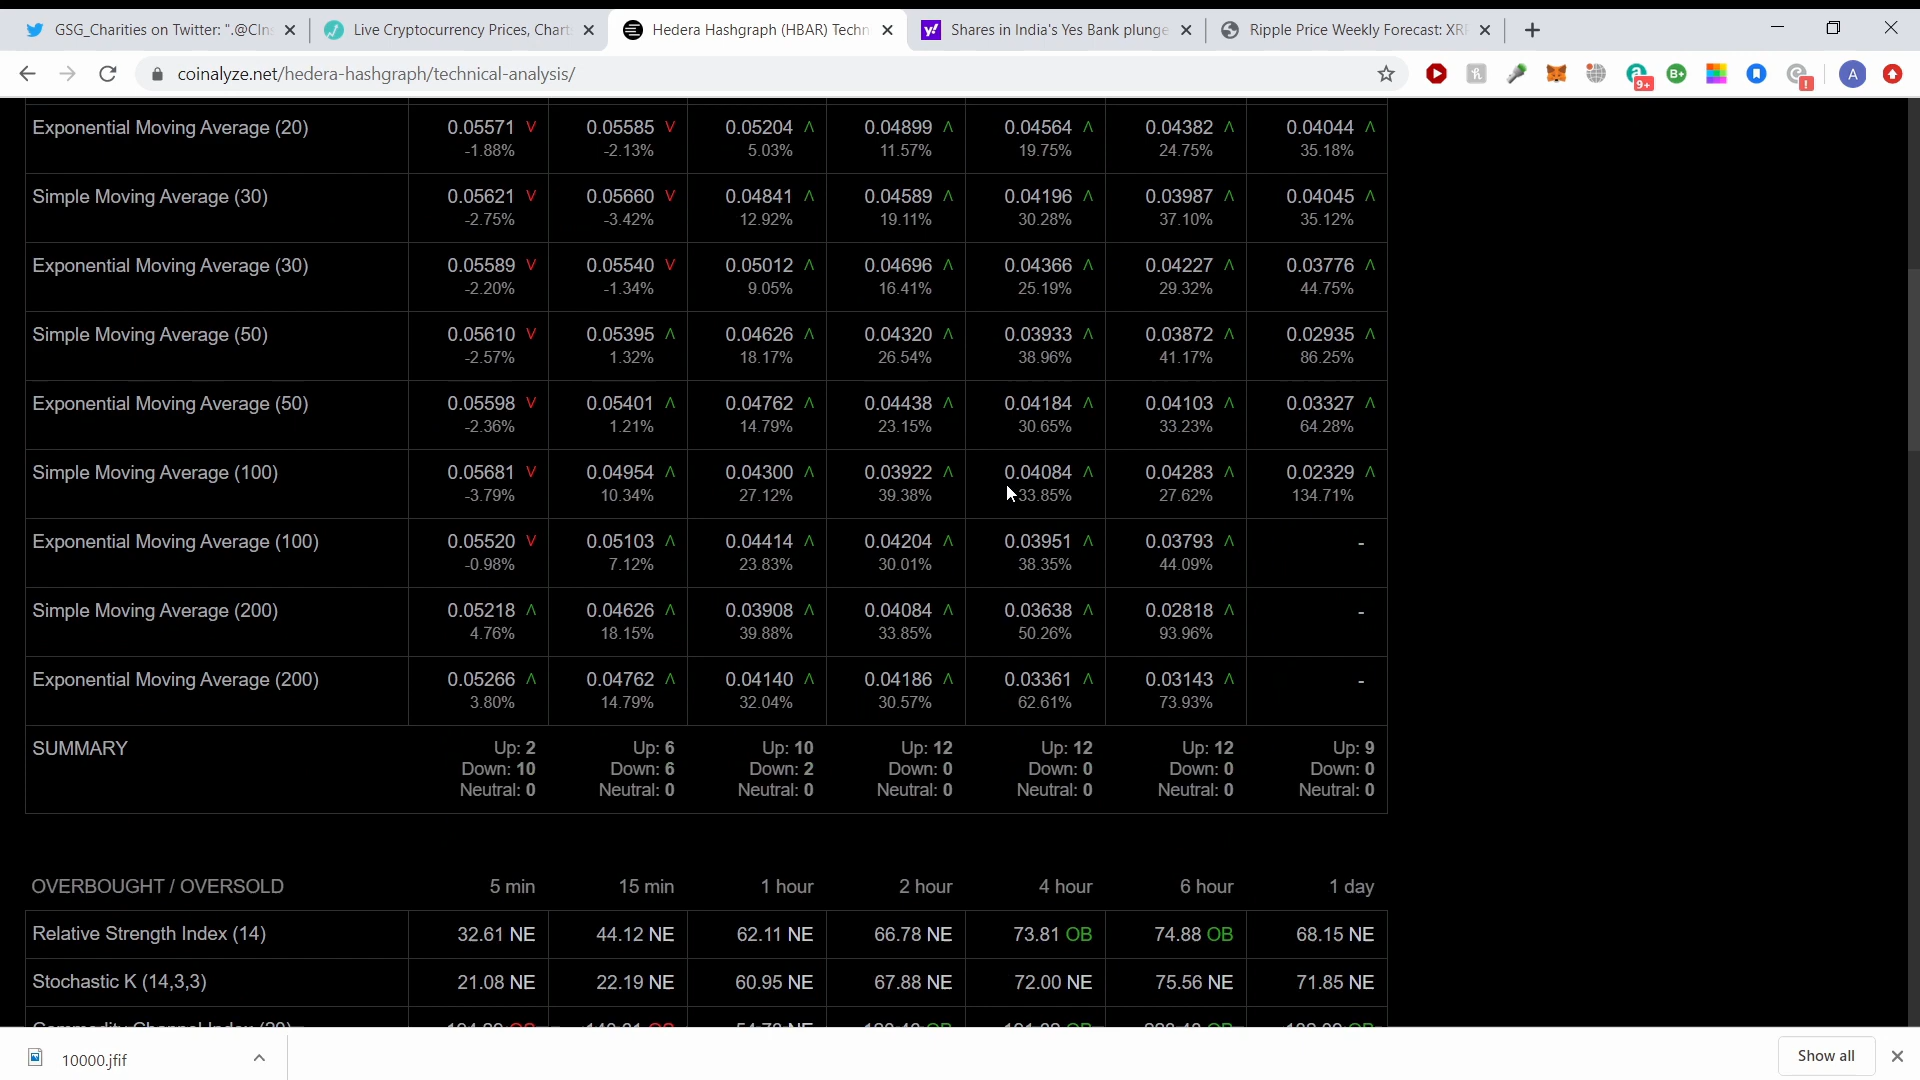 GSG_Charities on Twitter: ".@CIns
Live Cryptocurrency Prices, Charts
Hedera Hashgraph (HBAR) Techn
Shares in India's Yes Bank plunge
Ripple Price Weekly Forecast: XRP
coinalyze.net/hedera-hashgraph/technical-analysis/
9+
B+
!
A
Exponential Moving Average (20) 0.05571 V 0.05585 V 0.05204 Λ 0.04899 Λ 0.04564 Λ 0.04382 Λ 0.04044 Λ
-1.88% -2.13% 5.03% 11.57% 19.75% 24.75% 35.18%
Simple Moving Average (30) 0.05621 V 0.05660 V 0.04841 Λ 0.04589 Λ 0.04196 Λ 0.03987 Λ 0.04045 Λ
-2.75% -3.42% 12.92% 19.11% 30.28% 37.10% 35.12%
Exponential Moving Average (30) 0.05589 V 0.05540 V 0.05012 Λ 0.04696 Λ 0.04366 Λ 0.04227 Λ 0.03776 Λ
-2.20% -1.34% 9.05% 16.41% 25.19% 29.32% 44.75%
Simple Moving Average (50) 0.05610 V 0.05395 Λ 0.04626 Λ 0.04320 Λ 0.03933 Λ 0.03872 Λ 0.02935 Λ
-2.57% 1.32% 18.17% 26.54% 38.96% 41.17% 86.25%
Exponential Moving Average (50) 0.05598 V 0.05401 Λ 0.04762 Λ 0.04438 Λ 0.04184 Λ 0.04103 Λ 0.03327 Λ
-2.36% 1.21% 14.79% 23.15% 30.65% 33.23% 64.28%
Simple Moving Average (100) 0.05681 V 0.04954 Λ 0.04300 Λ 0.03922 Λ 0.04084 Λ 0.04283 Λ 0.02329 Λ
-3.79% 10.34% 27.12% 39.38% 33.85% 27.62% 134.71%
Exponential Moving Average (100) 0.05520 V 0.05103 Λ 0.04414 Λ 0.04204 Λ 0.03951 Λ 0.03793 Λ -
-0.98% 7.12% 23.83% 30.01% 38.35% 44.09%
Simple Moving Average (200) 0.05218 Λ 0.04626 Λ 0.03908 Λ 0.04084 Λ 0.03638 Λ 0.02818 Λ -
4.76% 18.15% 39.88% 33.85% 50.26% 93.96%
Exponential Moving Average (200) 0.05266 Λ 0.04762 Λ 0.04140 Λ 0.04186 Λ 0.03361 Λ 0.03143 Λ -
3.80% 14.79% 32.04% 30.57% 62.61% 73.93%
SUMMARY Up: 2 Up: 6 Up: 10 Up: 12 Up: 12 Up: 12 Up: 9
Down: 10 Down: 6 Down: 2 Down: 0 Down: 0 Down: 0 Down: 0
Neutral: 0 Neutral: 0 Neutral: 0 Neutral: 0 Neutral: 0 Neutral: 0 Neutral: 0
OVERBOUGHT / OVERSOLD 5 min 15 min 1 hour 2 hour 4 hour 6 hour 1 day
Relative Strength Index (14) 32.61 NE 44.12 NE 62.11 NE 66.78 NE 73.81 OB 74.88 OB 68.15 NE
Stochastic K (14,3,3) 21.08 NE 22.19 NE 60.95 NE 67.88 NE 72.00 NE 75.56 NE 71.85 NE
10000.jfif
Show all